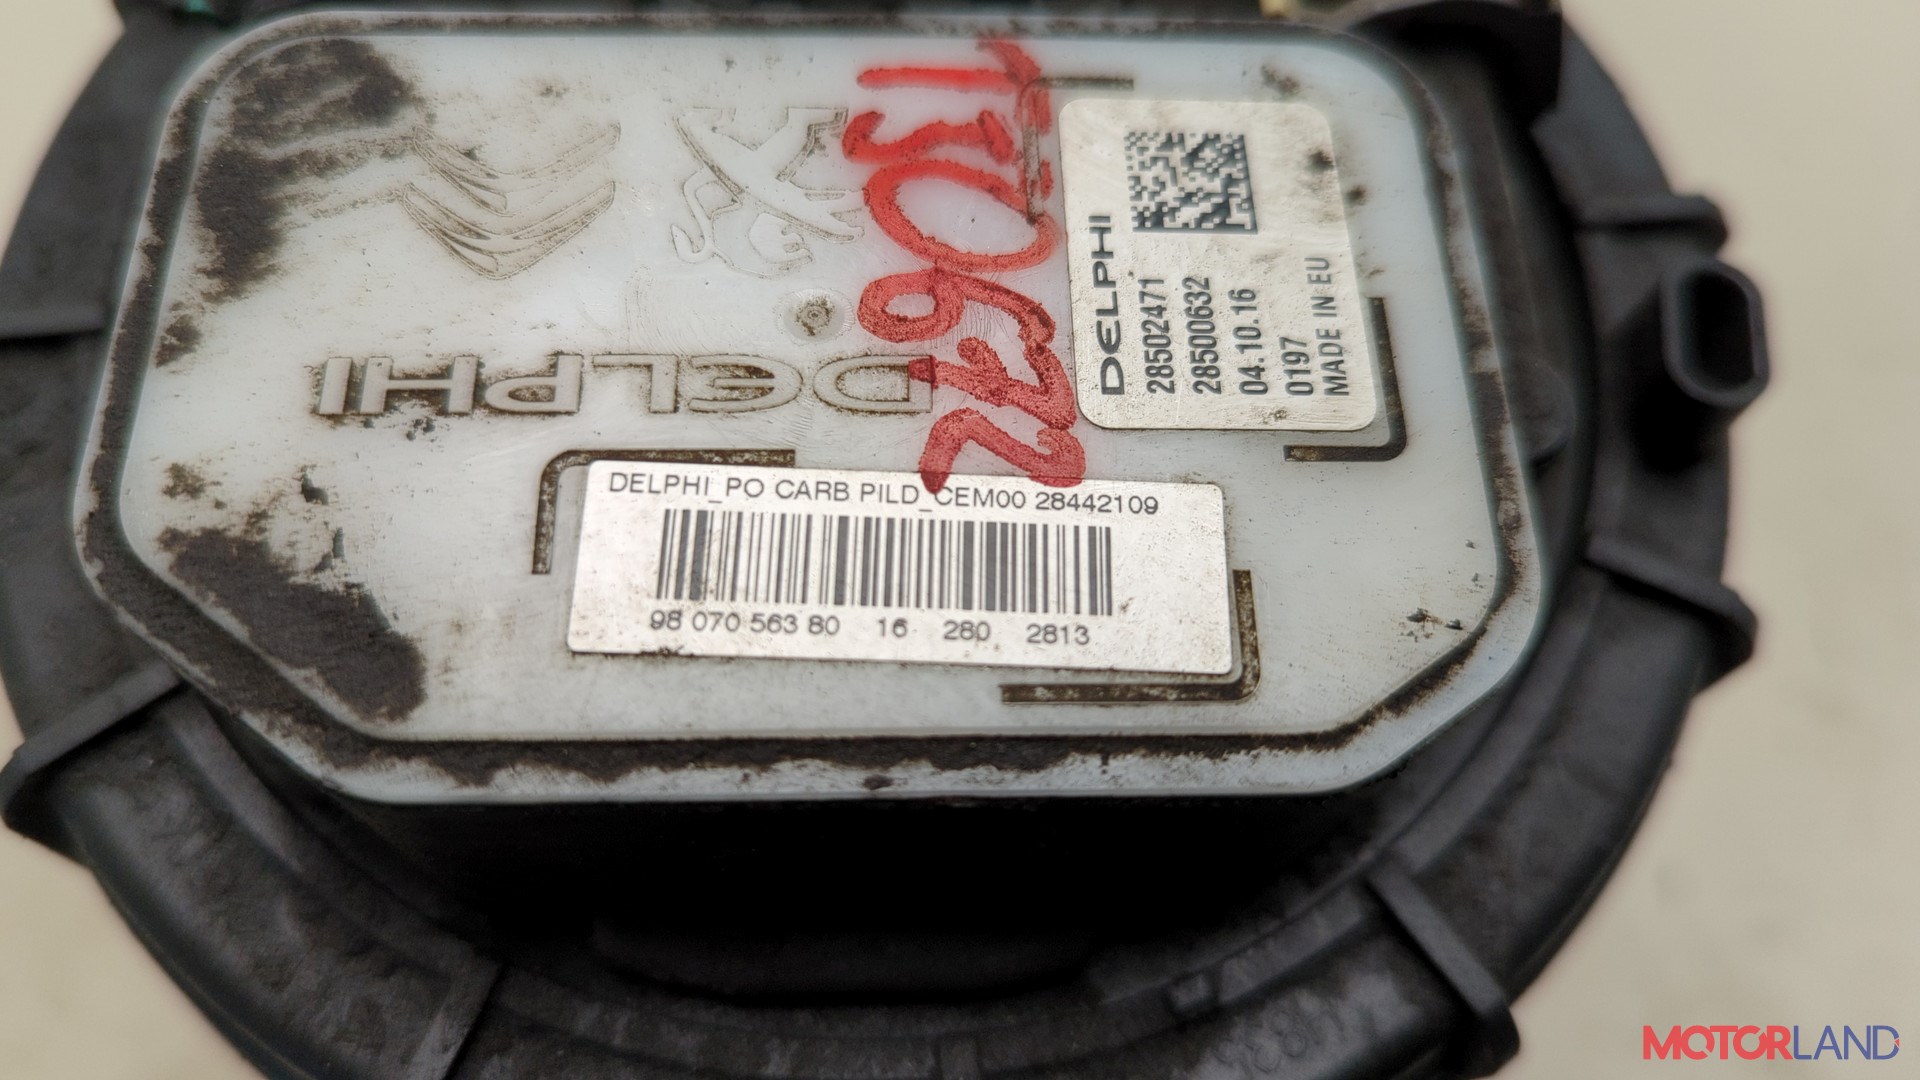 T30672
DELPHI
28502471
28500632
04.10.16
0197
MADE IN EU
DELPHI
DELPHI_PO CARB PILD_CEM00 28442109
98 070 563 80 16 280 2813
MOTORLAND